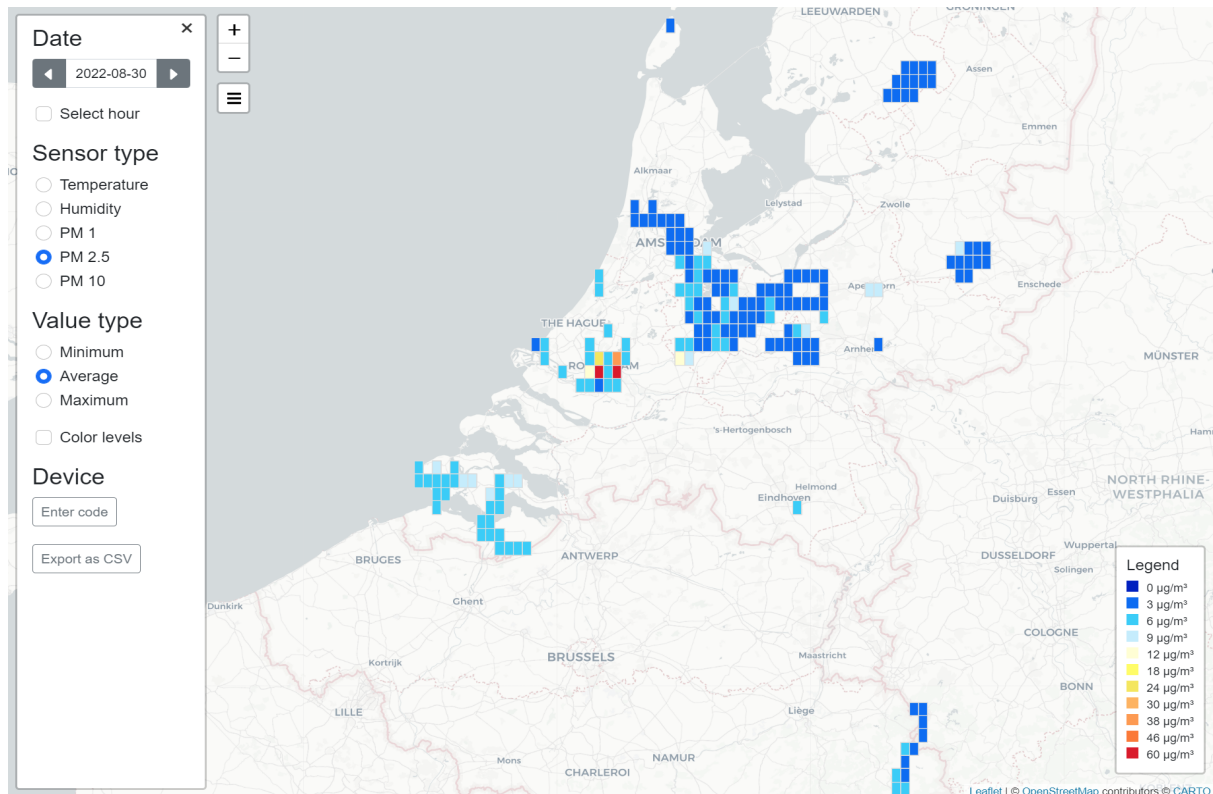 Date
×
2022-08-30
Select hour
Sensor type
Temperature
Humidity
PM 1
PM 2.5
PM 10
Value type
Minimum
Average
Maximum
Color levels
Device
Enter code
Export as CSV
+
−
LEEUWARDEN
Assen
Emmen
Alkmaar
Lelystad
Zwolle
Enschede
THE HAGUE
MÜNSTER
's-Hertogenbosch
Helmond
Eindhoven
Duisburg
Essen
NORTH RHINE-
WESTPHALIA
BRUGES
ANTWERP
DUSSELDORF
Wuppertal
Solingen
Dunkirk
Ghent
COLOGNE
Kortrijk
BRUSSELS
Maastricht
BONN
LILLE
Liège
Mons
NAMUR
CHARLEROI
Legend
0 µg/m³
3 µg/m³
6 µg/m³
9 µg/m³
12 µg/m³
18 µg/m³
24 µg/m³
30 µg/m³
38 µg/m³
46 µg/m³
60 µg/m³
Leaflet | © OpenStreetMap contributors © CARTO